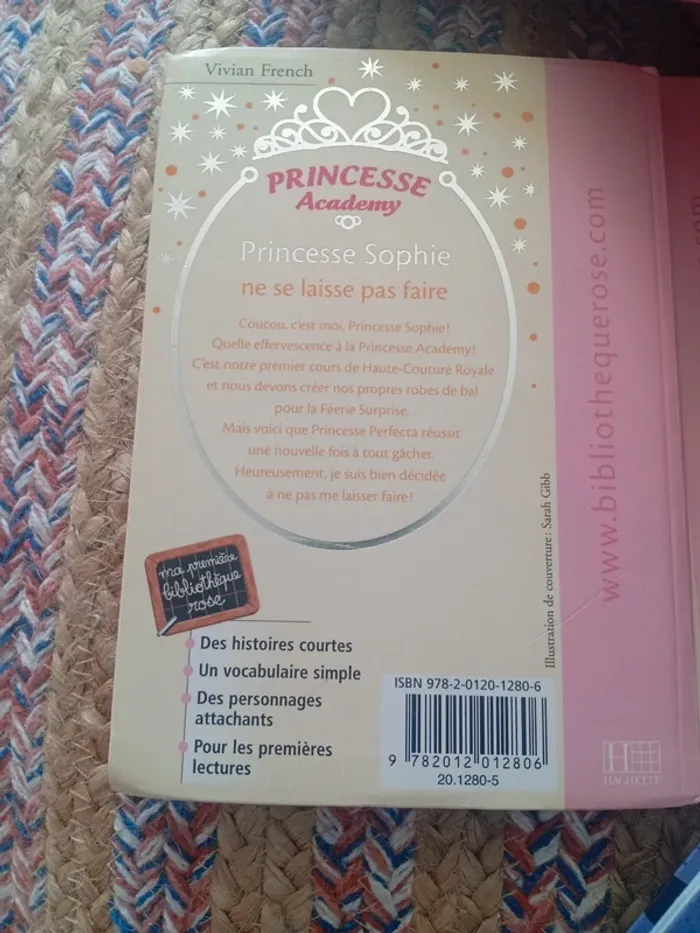 Vivian French
PRINCESSE
Academy
Princesse Sophie
ne se laisse pas faire
Coucou, c'est moi, Princesse Sophie!
Quelle effervescence à la Princesse Academy!
C'est notre premier cours de Haute-Couture Royale
et nous devons créer nos propres robes de bal
pour la Féerie Surprise.
Mais voici que Princesse Perfecta réussit
une nouvelle fois à tout gâcher.
Heureusement, je suis bien décidée
à ne pas me laisser faire!
ma première
bibliothèque
rose
Des histoires courtes
Un vocabulaire simple
Des personnages
attachants
Pour les premières
lectures
Illustration de couverture: Sarah Gibb
ISBN 978-2-0120-1280-6
9 782012 012806
20.1280-5
www.bibliothequerose.com
H
HACHETTE